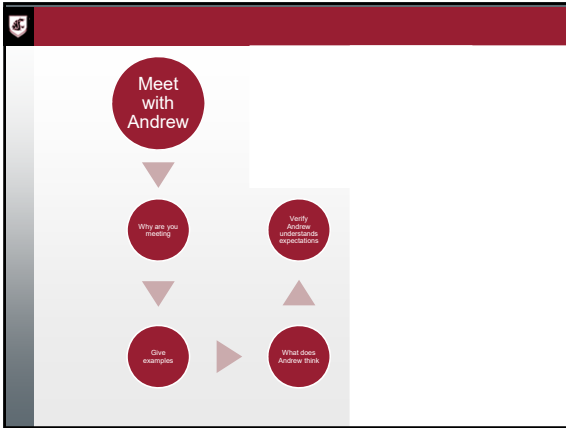 Meet
with
Andrew
Why are you
meeting
Give
examples
What does
Andrew think
Verify
Andrew
understands
expectations